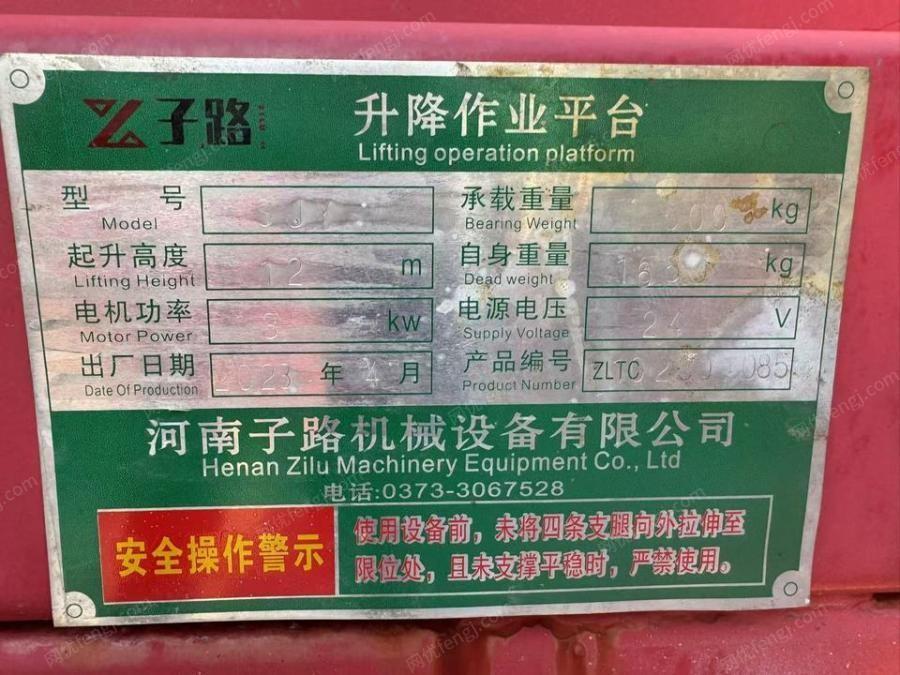 子路 升降作业平台
Lifting operation platform
型 号 承载重量 00 kg
Model Bearing Weight
起升高度 12 m 自身重量 kg
Lifting Height Dead weight
电机功率 3 kw 电源电压 24 V
Motor Power Supply Voltage
出厂日期 2023 年 月 产品编号 ZLTC
Date Of Production Product Number
河南子路机械设备有限公司
Henan Zilu Machinery Equipment Co., Ltd
电话:0373-3067528
安全操作警示
使用设备前，未将四条支腿向外拉伸至
限位处，且未支撑平稳时，严禁使用。